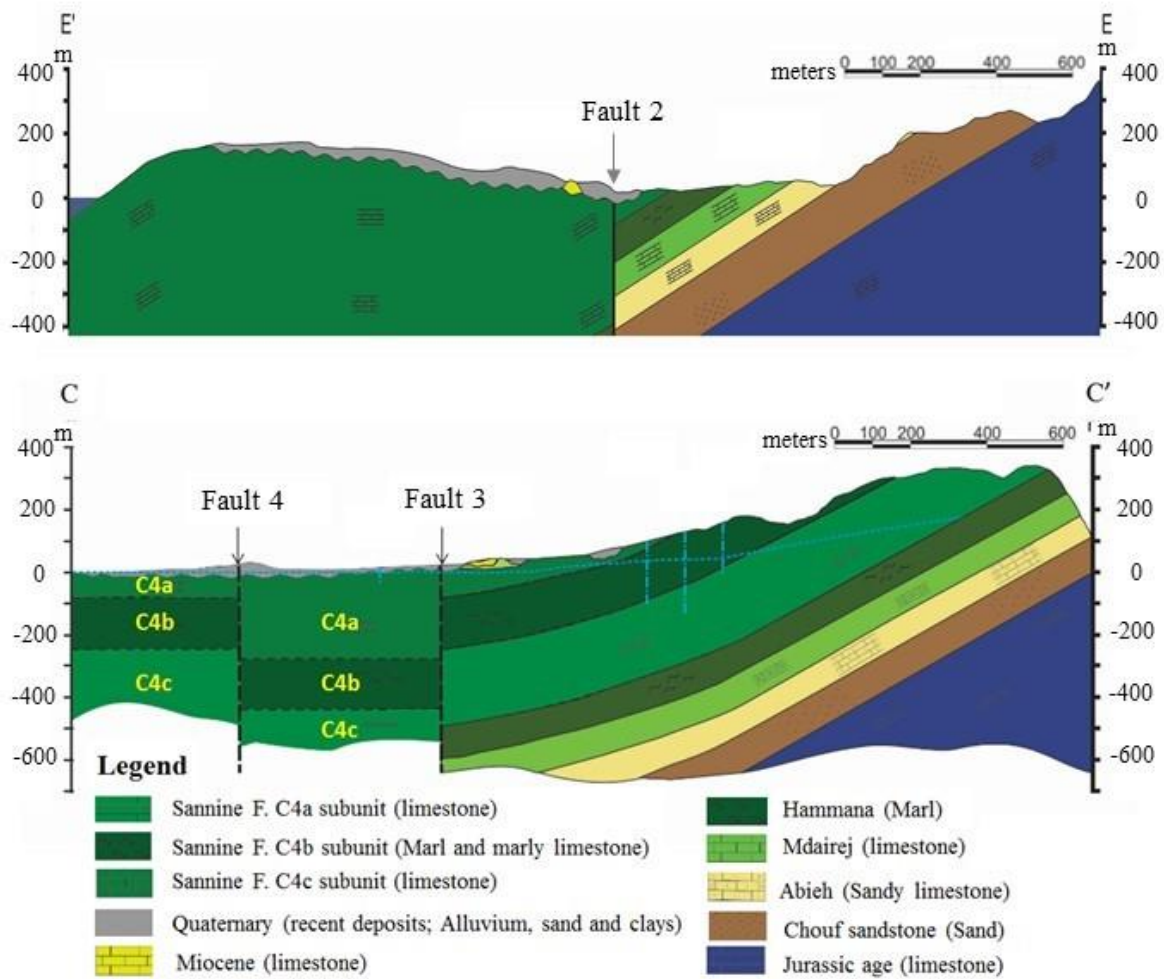 E' E
m m
400 400
meters 0 100 200 400 600
Fault 2
200 200
0 0
-200 -200
-400 -400
C C'
m m
400 400
meters 0 100 200 400 600
Fault 4 Fault 3
200 200
0 0
C4a
C4b C4a
-200 -200
C4c C4b
-400 -400
C4c
-600 -600
Legend
Sannine F. C4a subunit (limestone)
Sannine F. C4b subunit (Marl and marly limestone)
Sannine F. C4c subunit (limestone)
Quaternary (recent deposits; Alluvium, sand and clays)
Miocene (limestone)
Hammana (Marl)
Mdairej (limestone)
Abieh (Sandy limestone)
Chouf sandstone (Sand)
Jurassic age (limestone)